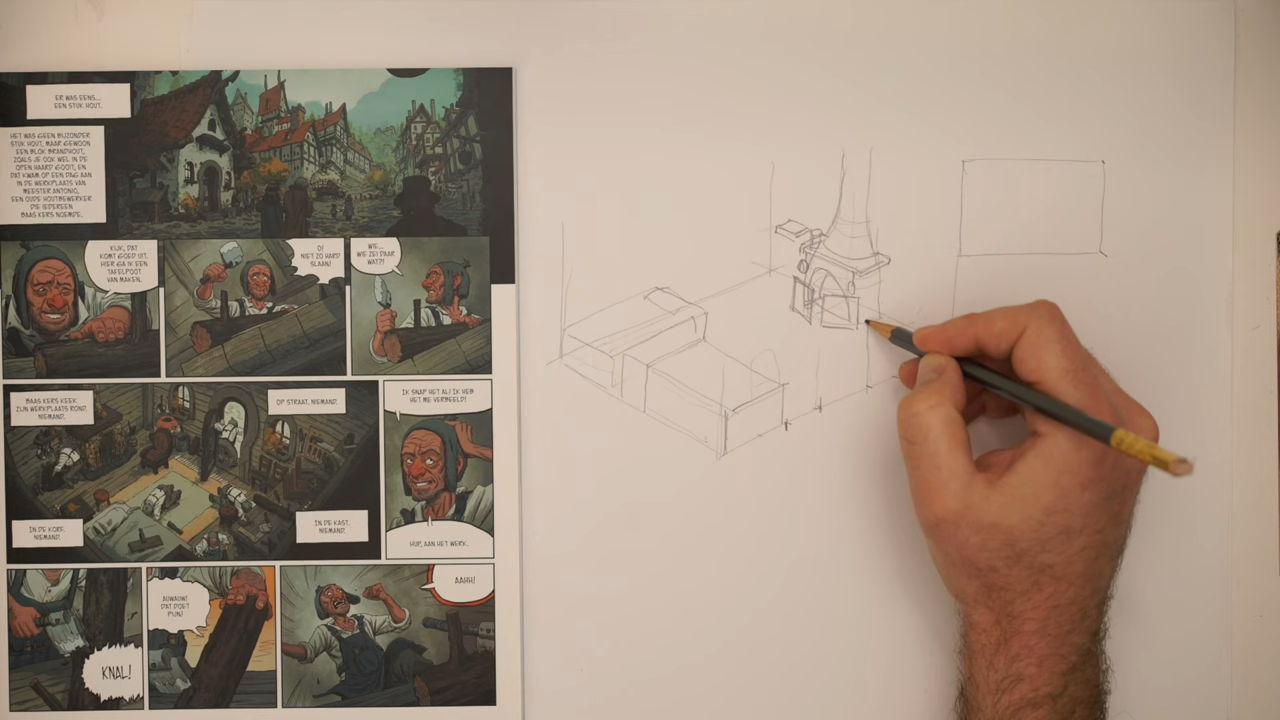 ER WAS EENS...
EEN STUK HOUT.
HET WAS GEEN BIJZONDER
STUK HOUT, MAAR GEWOON
EEN BLOK BRANDHOUT,
ZOALS JE OOK WEL IN DE
OPEN HAARD GOOIT, EN
DAT KWAM OP EEN DAG AAN
IN DE WERKPLAATS VAN
MEESTER ANTONIO,
EEN OUDE HOUTBEWERKER
DIE IEDEREEN
BAAS KERS NOEMDE.
KIJK, DAT
KOMT GOED UIT.
HIER GA IK EEN
TAFELPOOT
VAN MAKEN.
O!
NIET ZO HARD
SLAAN!
WIE...
WIE ZEI DAAR
WAT?!
BAAS KERS KEEK
ZIJN WERKPLAATS ROND.
NIEMAND.
OP STRAAT, NIEMAND.
IN DE KORF,
NIEMAND.
IN DE KAST,
NIEMAND.
IK SNAP HET AL! IK HEB
HET ME VERBEELD!
HUP, AAN HET WERK.
KNAL!
AUWAUW!
DAT DOET
PIJN!
AAHH!